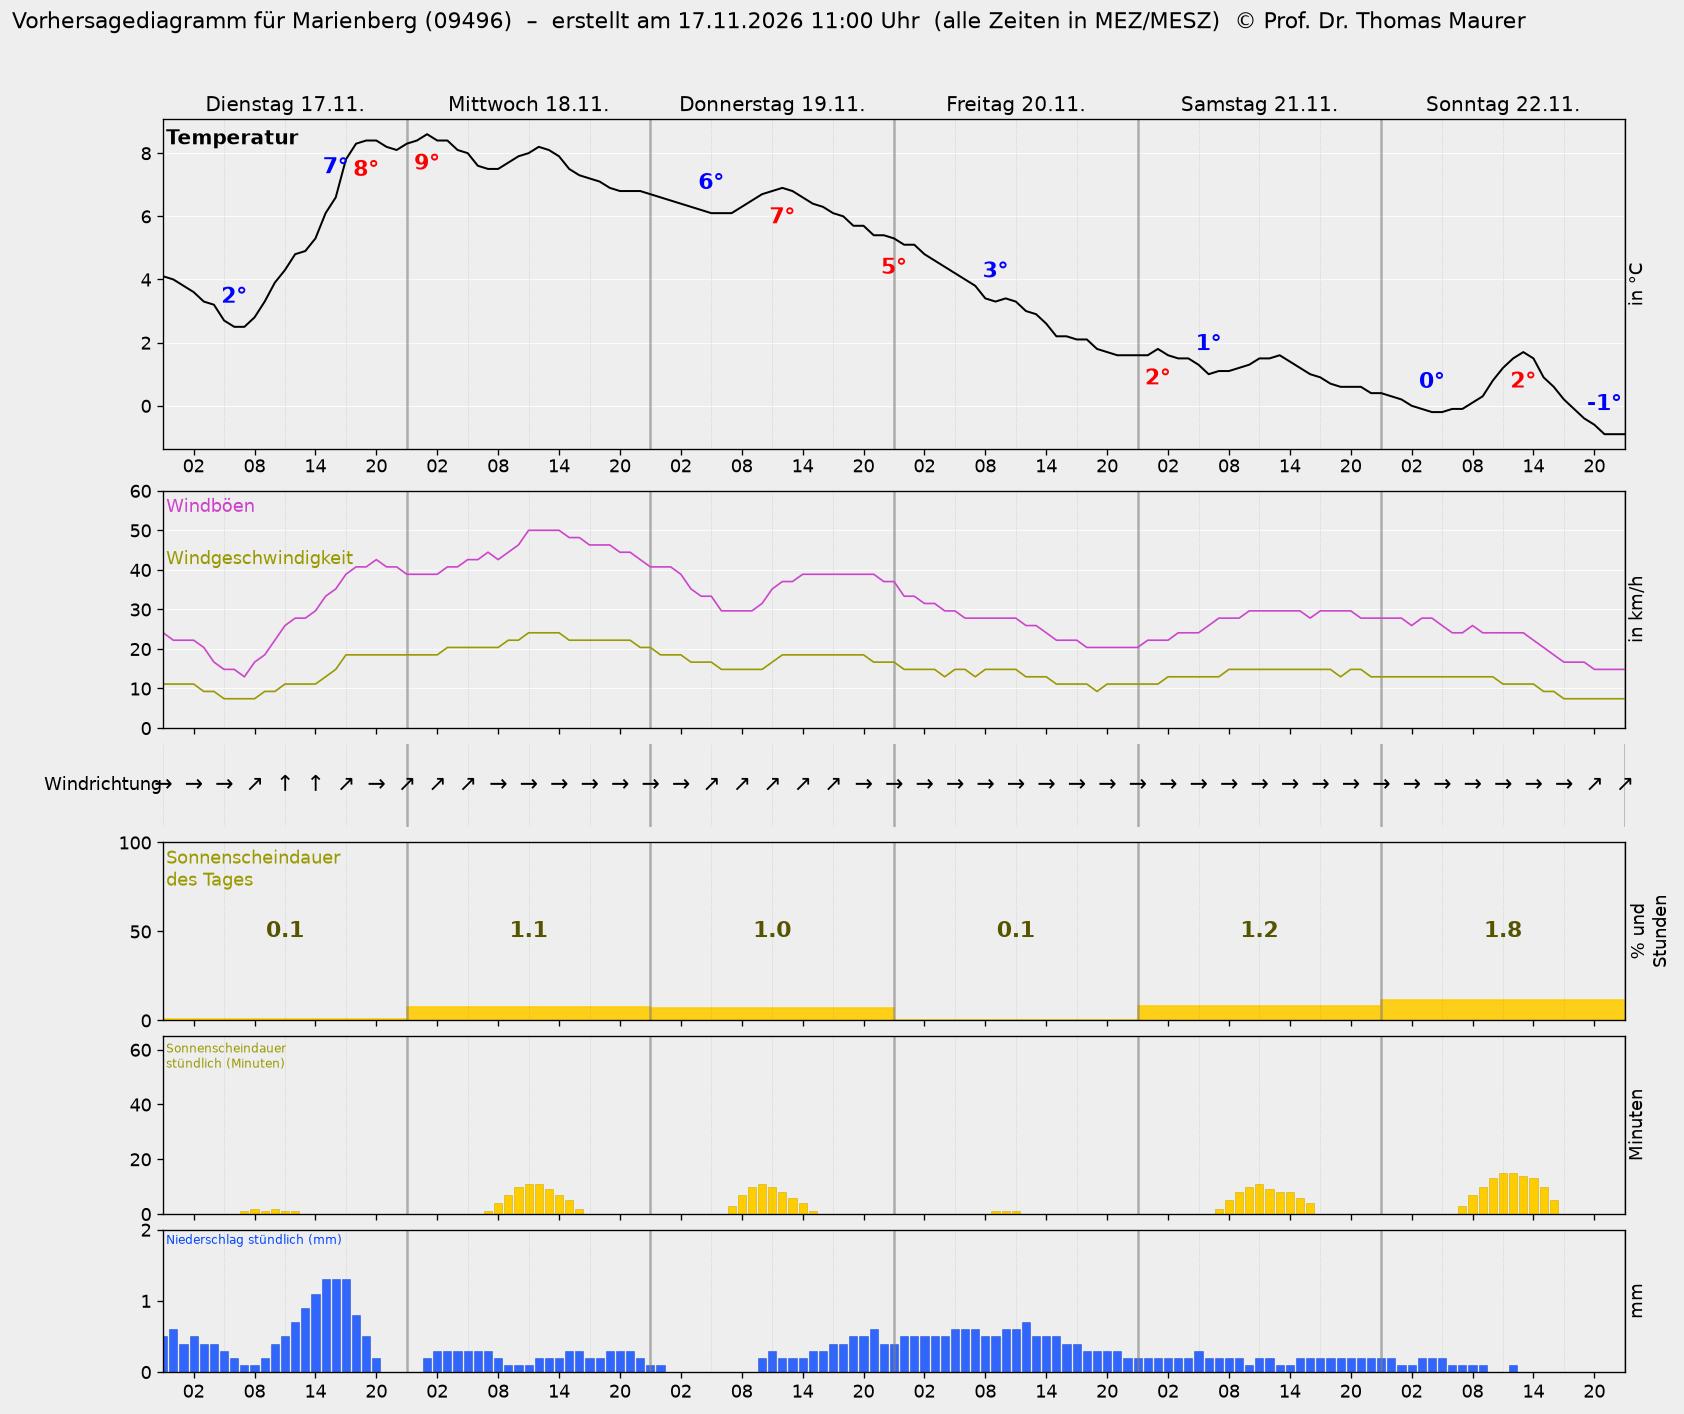 Vorhersagediagramm für Marienberg (09496)  –  erstellt am 17.11.2026 11:00 Uhr  (alle Zeiten in MEZ/MESZ)  © Prof. Dr. Thomas Maurer
Dienstag 17.11. Mittwoch 18.11. Donnerstag 19.11. Freitag 20.11. Samstag 21.11. Sonntag 22.11.
Temperatur
8
7° 8° 9°
6°
6
7°
5°
3°
4
2°
in °C
2
1°
2°
0° 2°
-1°
0
02 08 14 20 02 08 14 20 02 08 14 20 02 08 14 20 02 08 14 20 02 08 14 20
60
Windböen
50
Windgeschwindigkeit
40
30
in km/h
20
10
0
Windrichtung → → → ↗ ↑ ↑ ↗ → ↗ ↗ ↗ → → → → → → → ↗ ↗ ↗ ↗ ↗ → → → → → → → → → → → → → → → → → → → → → → → → ↗ ↗
100
Sonnenscheindauer
des Tages
50
0.1 1.1 1.0 0.1 1.2 1.8
% und
Stunden
0
60
Sonnenscheindauer
stündlich (Minuten)
40
Minuten
20
0
2
Niederschlag stündlich (mm)
1
mm
0
02 08 14 20 02 08 14 20 02 08 14 20 02 08 14 20 02 08 14 20 02 08 14 20